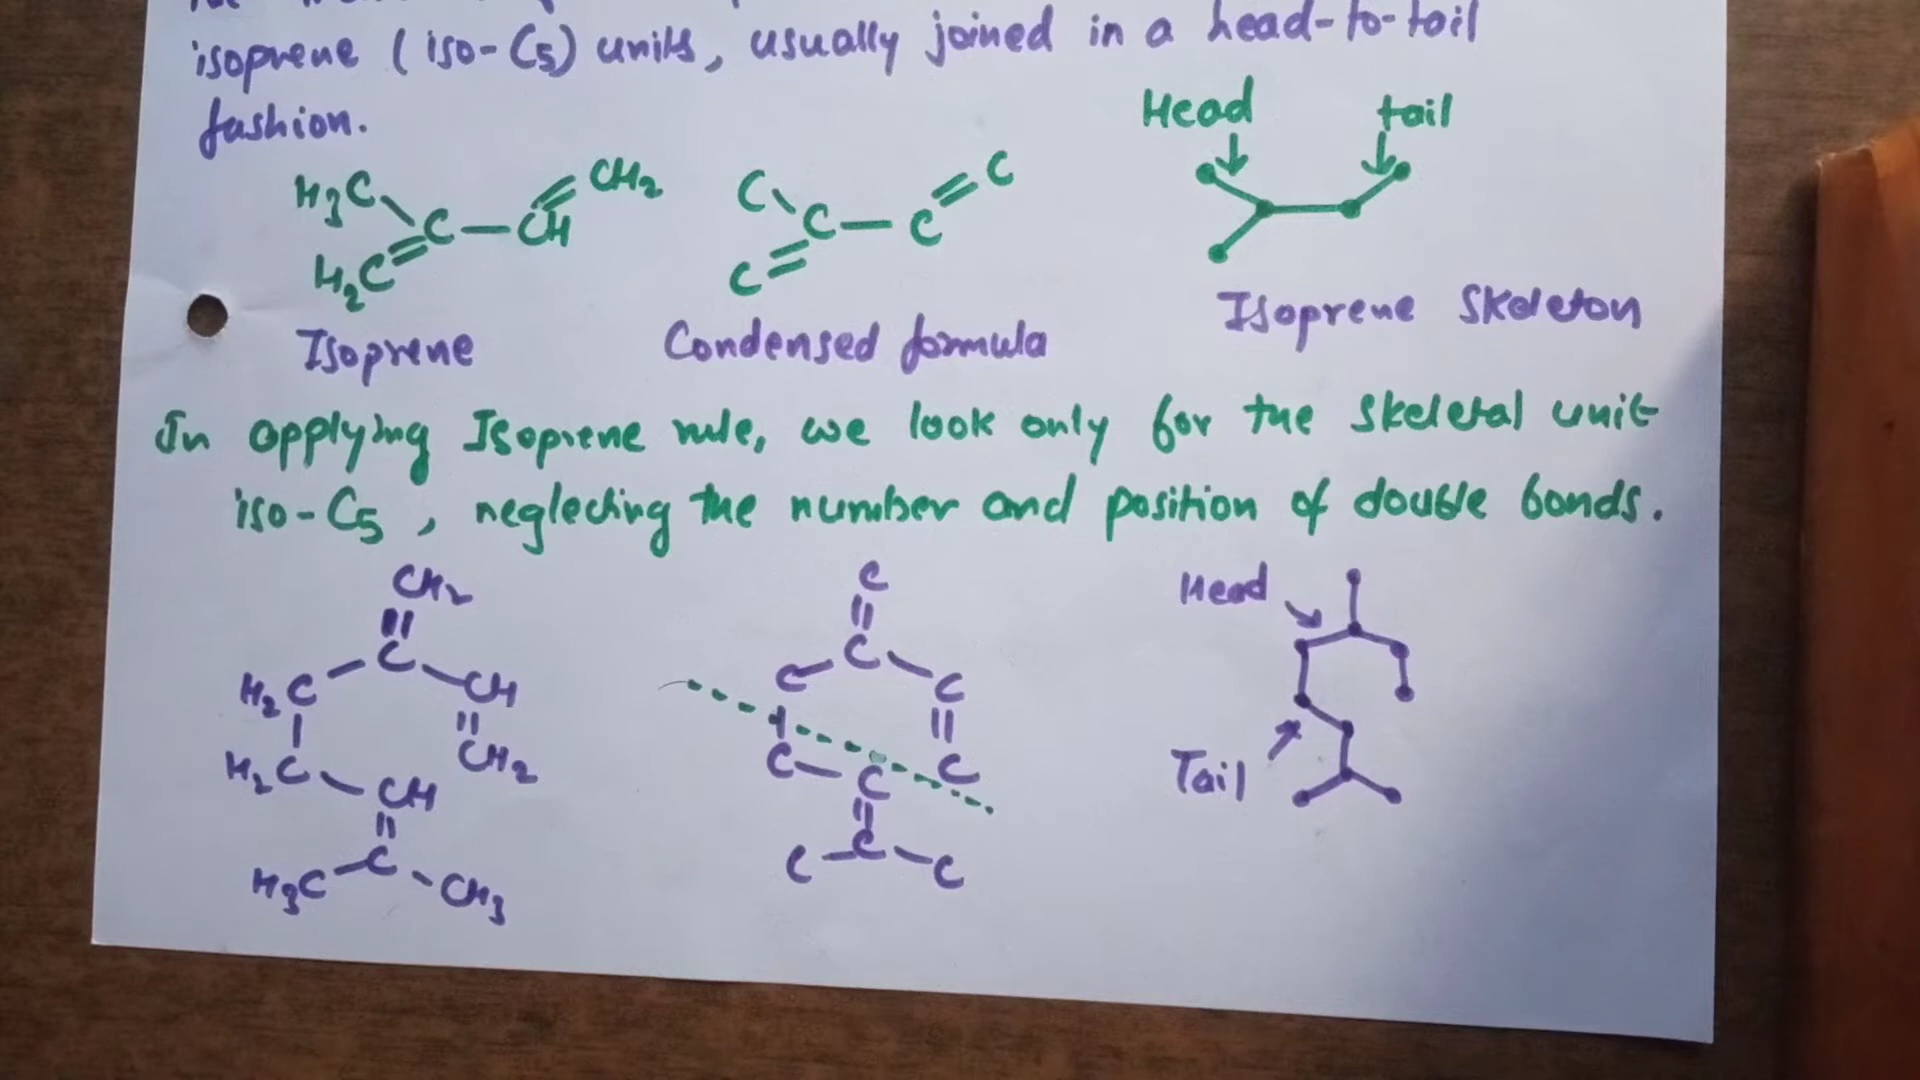 isoprene (iso-C5) units, usually joined in a head-to-tail
fashion.
Head tail
H3C CH2
C — CH
H2C
C C
C — C
C
Isoprene Condensed formula Isoprene Skeleton
In applying Isoprene rule, we look only for the skeletal unit
iso-C5, neglecting the number and position of double bonds.
CH2
C
H2C CH
CH2
H2C CH
C
H3C CH3
C
C
C C
C C C
C
C C
Head
Tail